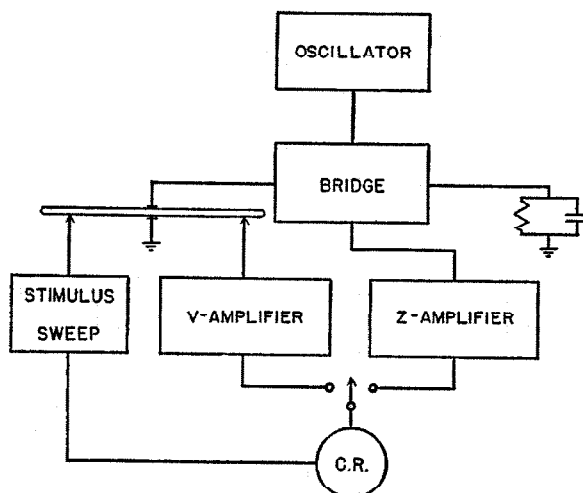 OSCILLATOR
BRIDGE
STIMULUS
SWEEP
V-AMPLIFIER
Z-AMPLIFIER
C.R.